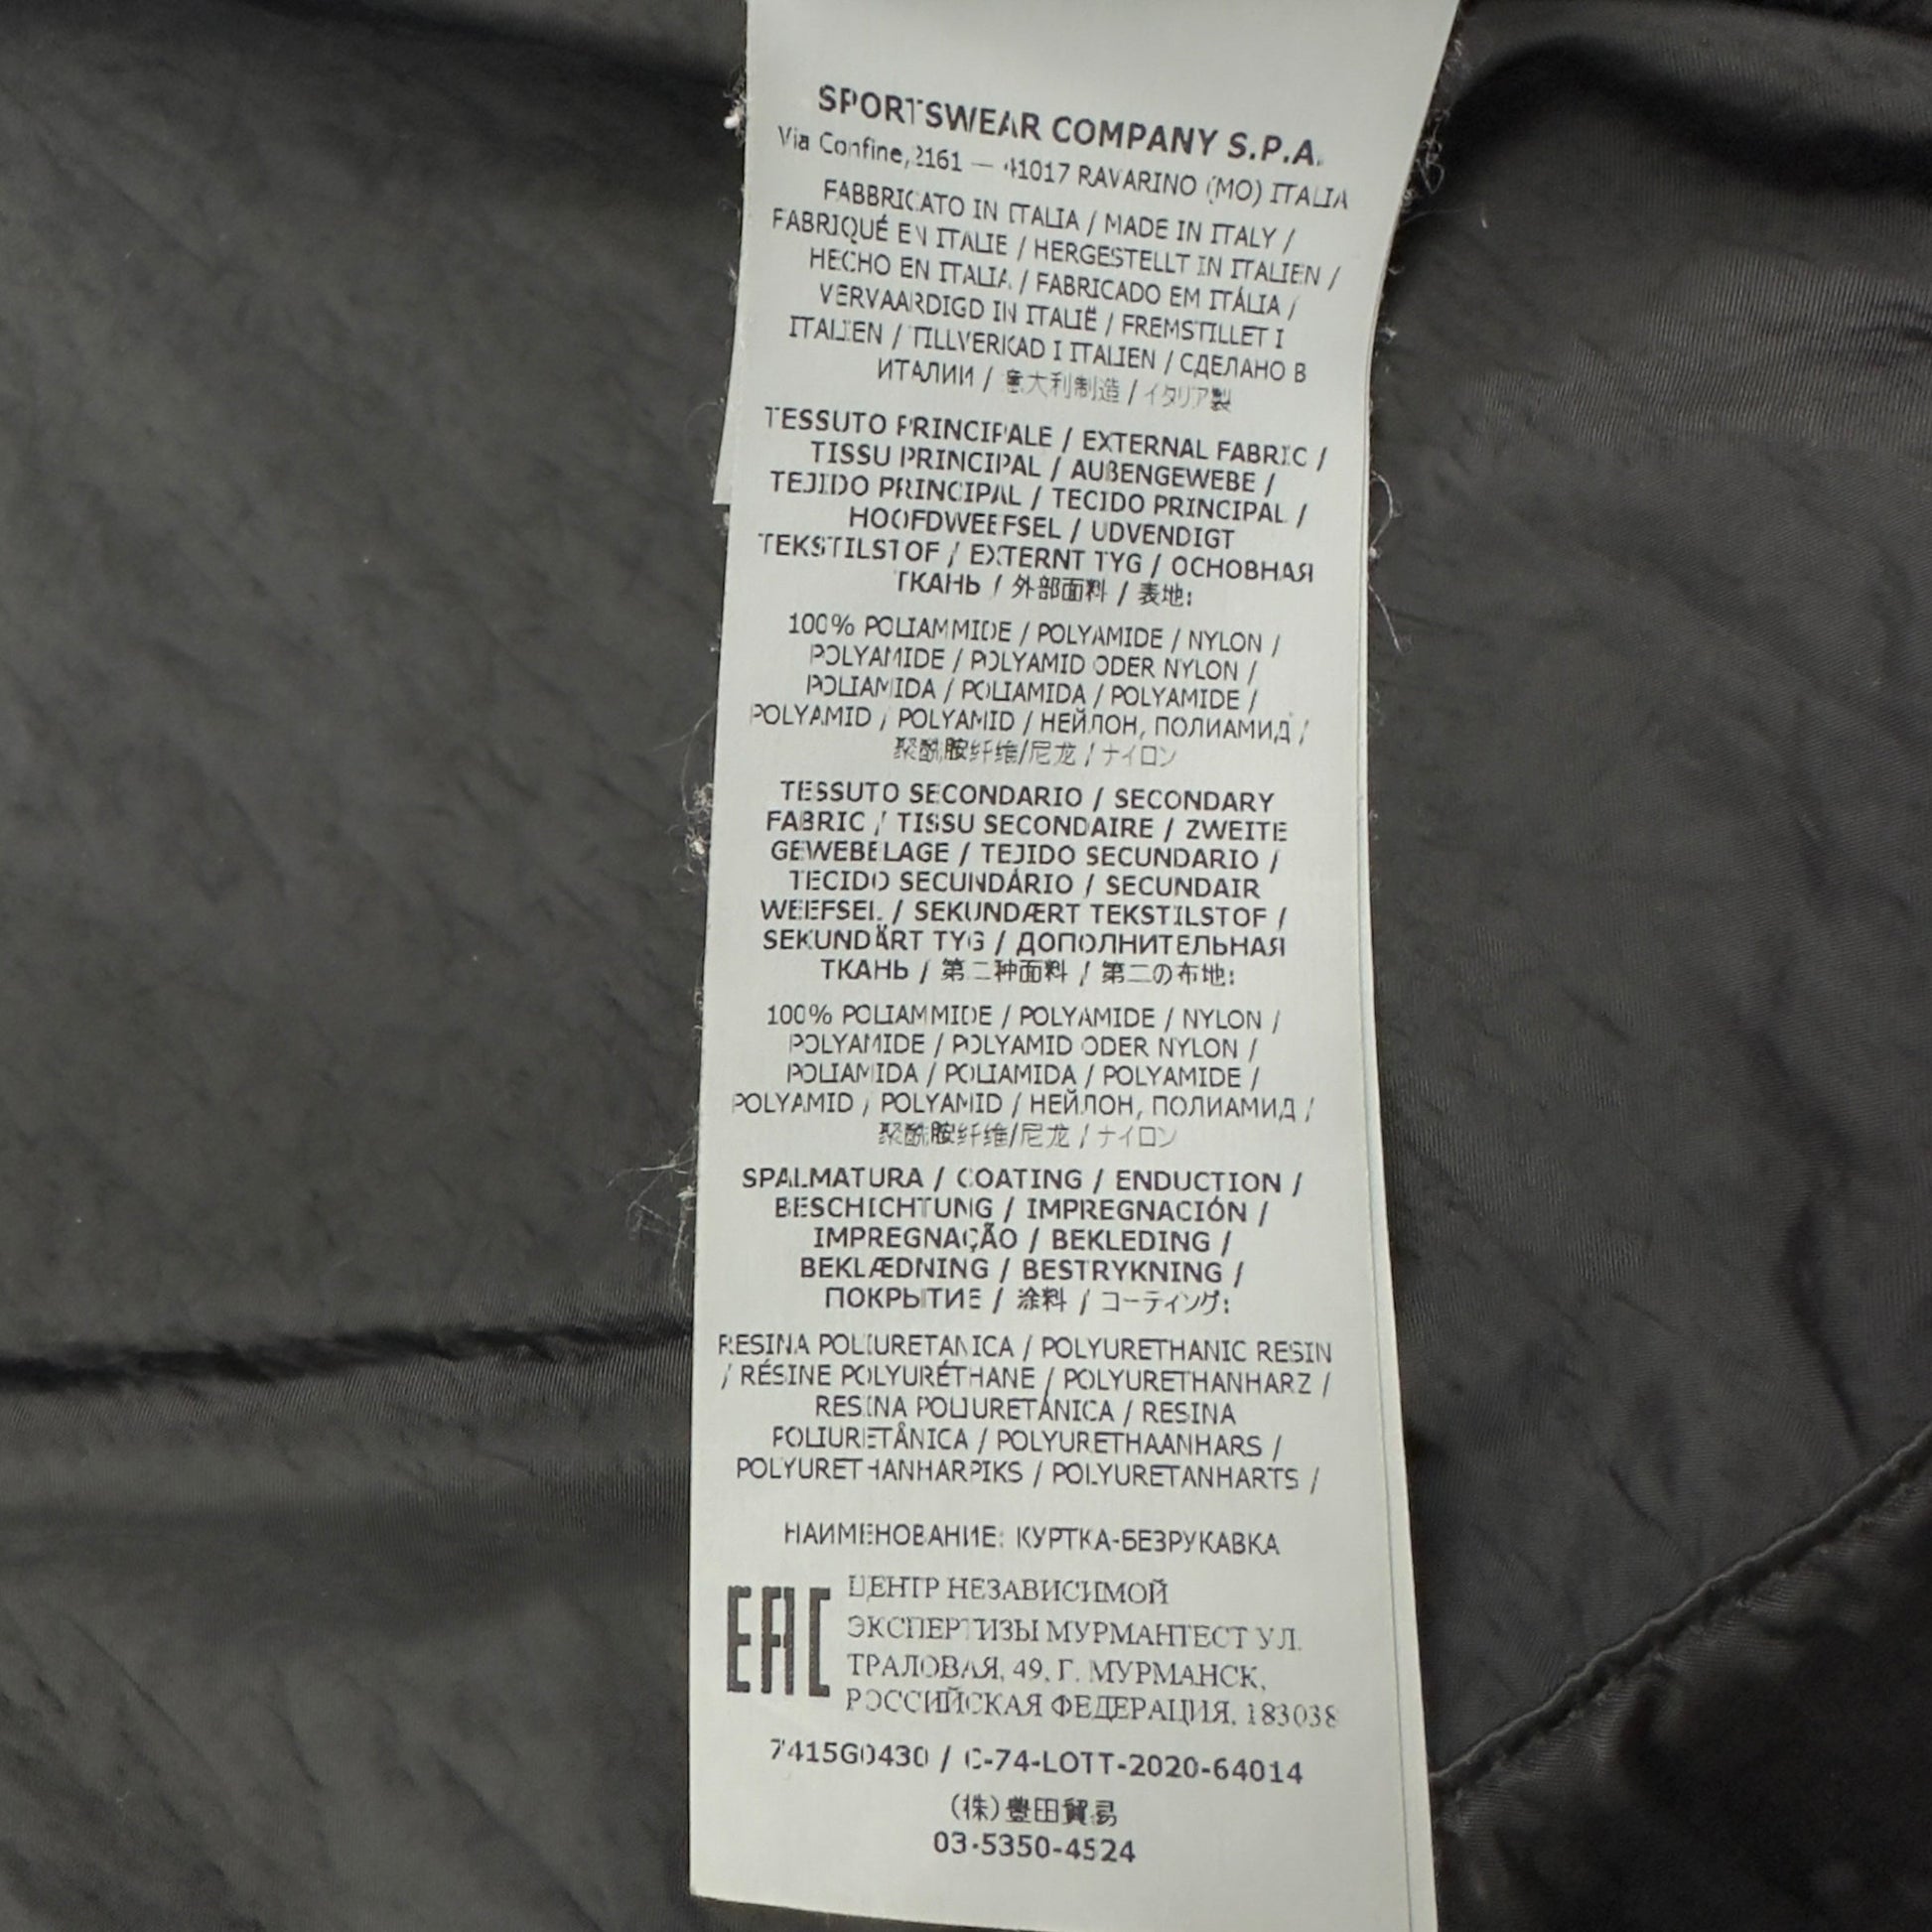 SPORTSWEAR COMPANY S.P.A.
Via Confine,2161 — 41017 RAVARINO (MO) ITALIA
FABBRICATO IN ITALIA / MADE IN ITALY /
FABRIQUÉ EN ITALIE / HERGESTELLT IN ITALIEN /
HECHO EN ITALIA / FABRICADO EM ITÁLIA /
VERVAARDIGD IN ITALIË / FREMSTILLET I
ITALIEN / TILLVERKAD I ITALIEN / СДЕЛАНО В
ИТАЛИИ / 意大利制造 / イタリア製
TESSUTO PRINCIPALE / EXTERNAL FABRIC /
TISSU PRINCIPAL / AUßENGEWEBE /
TEJIDO PRINCIPAL / TECIDO PRINCIPAL /
HOOFDWEEFSEL / UDVENDIGT
TEKSTILSTOF / EXTERNT TYG / ОСНОВНАЯ
ТКАНЬ / 外部面料 / 表地:
100% POLIAMMIDE / POLYAMIDE / NYLON /
POLYAMIDE / POLYAMID ODER NYLON /
POLIAMIDA / POLIAMIDA / POLYAMIDE /
POLYAMID / POLYAMID / НЕЙЛОН, ПОЛИАМИД /
聚酰胺纤维/尼龙 / ナイロン
TESSUTO SECONDARIO / SECONDARY
FABRIC / TISSU SECONDAIRE / ZWEITE
GEWEBELAGE / TEJIDO SECUNDARIO /
TECIDO SECUNDÁRIO / SECUNDAIR
WEEFSEL / SEKUNDÆRT TEKSTILSTOF /
SEKUNDÄRT TYG / ДОПОЛНИТЕЛЬНАЯ
ТКАНЬ / 第二种面料 / 第二の布地:
100% POLIAMMIDE / POLYAMIDE / NYLON /
POLYAMIDE / POLYAMID ODER NYLON /
POLIAMIDA / POLIAMIDA / POLYAMIDE /
POLYAMID / POLYAMID / НЕЙЛОН, ПОЛИАМИД /
聚酰胺纤维/尼龙 / ナイロン
SPALMATURA / COATING / ENDUCTION /
BESCHICHTUNG / IMPREGNACIÓN /
IMPREGNAÇÃO / BEKLEDING /
BEKLÆDNING / BESTRYKNING /
ПОКРЫТИЕ / 涂料 / コーティング:
RESINA POLIURETANICA / POLYURETHANIC RESIN
/ RÉSINE POLYURÉTHANE / POLYURETHANHARZ /
RESINA POLIURETÁNICA / RESINA
POLIURETÂNICA / POLYURETHAANHARS /
POLYURETHANHARPIKS / POLYURETANHARTS /
НАИМЕНОВАНИЕ: КУРТКА-БЕЗРУКАВКА
EAC
ЦЕНТР НЕЗАВИСИМОЙ
ЭКСПЕРТИЗЫ МУРМАНТЕСТ УЛ.
ТРАЛОВАЯ, 49, Г. МУРМАНСК,
РОССИЙСКАЯ ФЕДЕРАЦИЯ, 183038
7415G0430 / C-74-LOTT-2020-64014
(株)豊田貿易
03-5350-4524